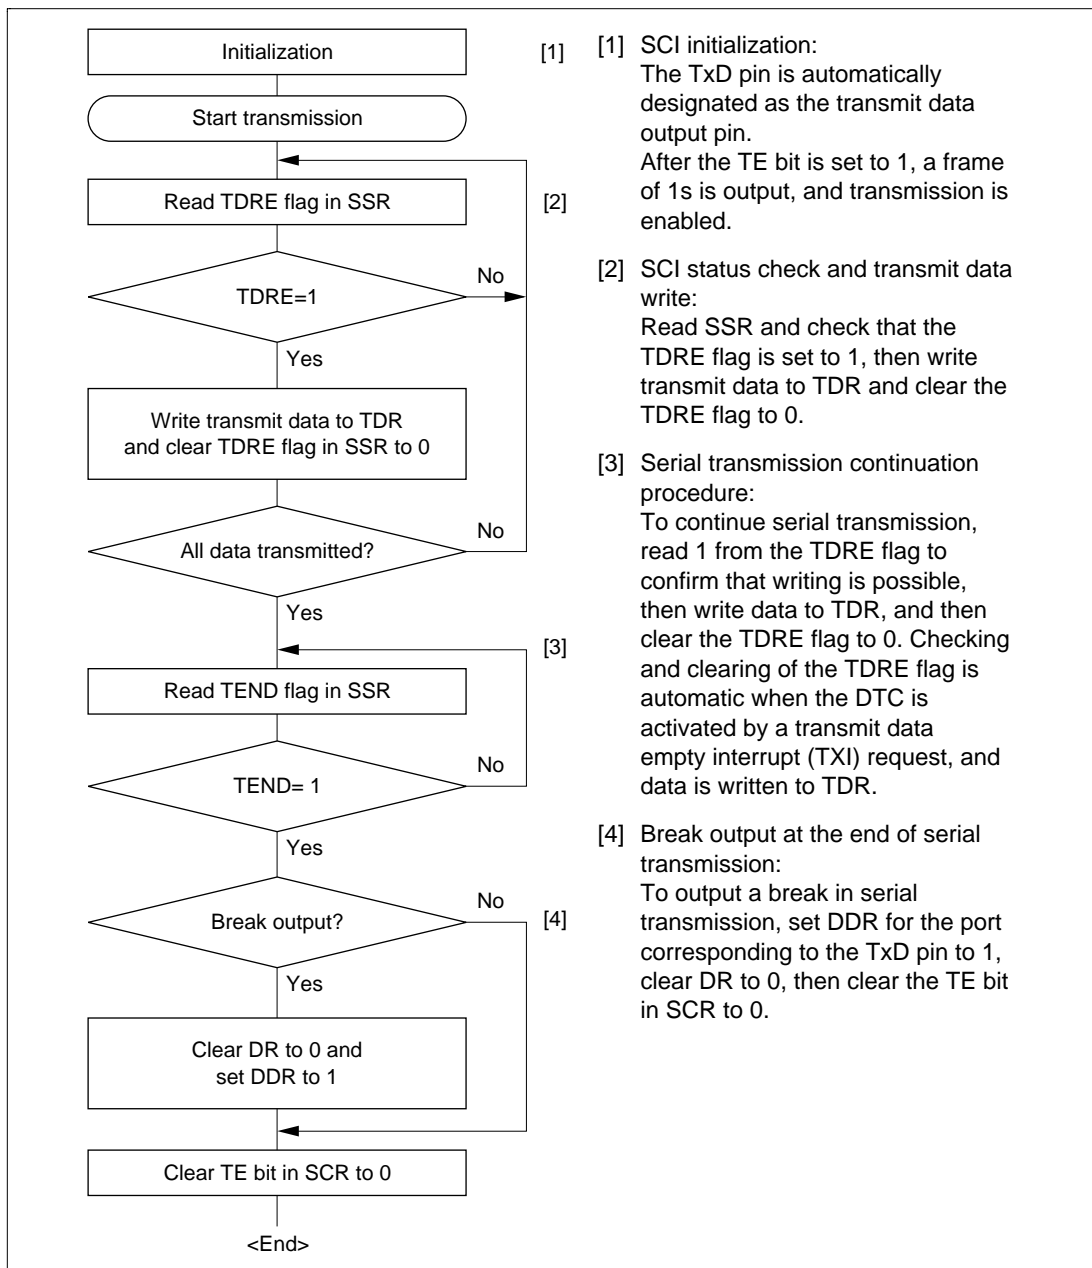 Initialization
[1]
Start transmission
Read TDRE flag in SSR
[2]
TDRE=1
No
Yes
Write transmit data to TDR
and clear TDRE flag in SSR to 0
All data transmitted?
No
Yes
[3]
Read TEND flag in SSR
TEND= 1
No
Yes
Break output?
No
[4]
Yes
Clear DR to 0 and
set DDR to 1
Clear TE bit in SCR to 0
<End>
[1] SCI initialization:
The TxD pin is automatically
designated as the transmit data
output pin.
After the TE bit is set to 1, a frame
of 1s is output, and transmission is
enabled.
[2] SCI status check and transmit data
write:
Read SSR and check that the
TDRE flag is set to 1, then write
transmit data to TDR and clear the
TDRE flag to 0.
[3] Serial transmission continuation
procedure:
To continue serial transmission,
read 1 from the TDRE flag to
confirm that writing is possible,
then write data to TDR, and then
clear the TDRE flag to 0. Checking
and clearing of the TDRE flag is
automatic when the DTC is
activated by a transmit data
empty interrupt (TXI) request, and
data is written to TDR.
[4] Break output at the end of serial
transmission:
To output a break in serial
transmission, set DDR for the port
corresponding to the TxD pin to 1,
clear DR to 0, then clear the TE bit
in SCR to 0.